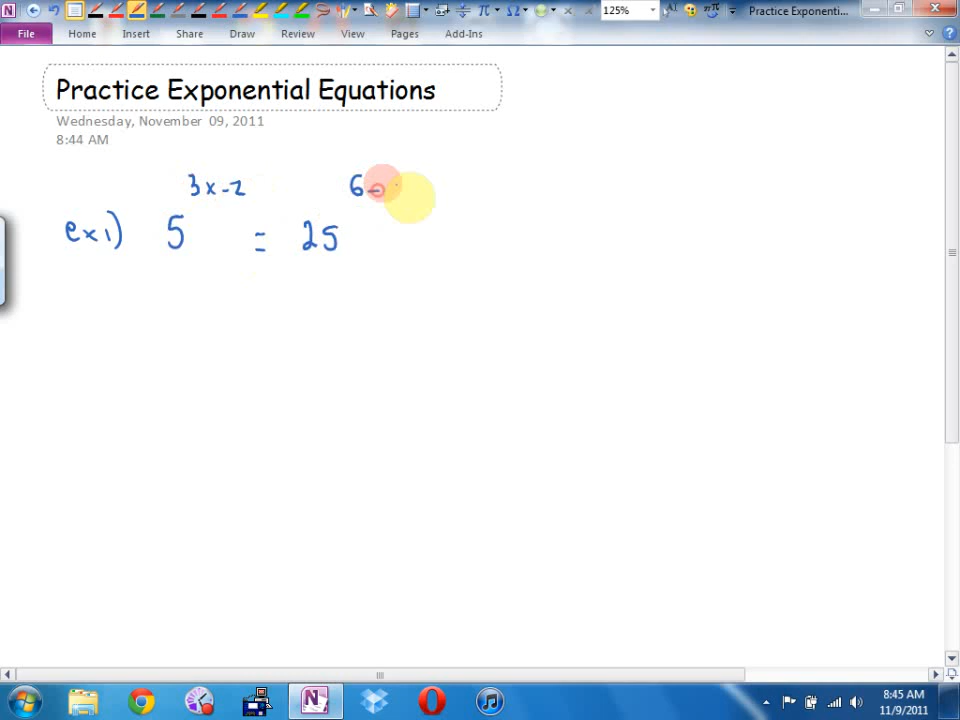 125%
Practice Exponenti...
File Home Insert Share Draw Review View Pages Add-Ins
Practice Exponential Equations
Wednesday, November 09, 2011
8:44 AM
3x-2 6-
ex1) 5 = 25
8:45 AM
11/9/2011